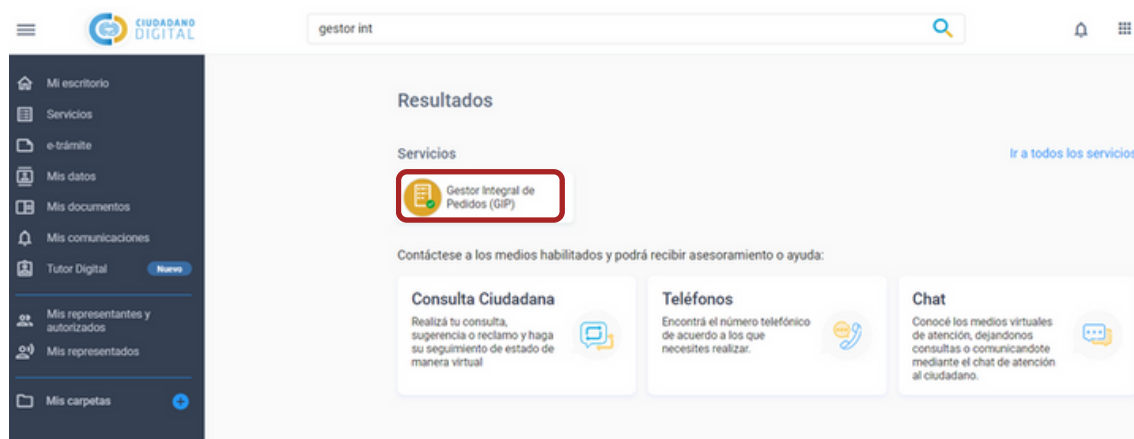 CIUDADANO
DIGITAL
gestor int
Mi escritorio
Servicios
e-trámite
Mis datos
Mis documentos
Mis comunicaciones
Tutor Digital
Nuevo
Mis representantes y
autorizados
Mis representados
Mis carpetas
Resultados
Servicios
Ir a todos los servicios
Gestor Integral de
Pedidos (GIP)
Contáctese a los medios habilitados y podrá recibir asesoramiento o ayuda:
Consulta Ciudadana
Realizá tu consulta,
sugerencia o reclamo y haga
su seguimiento de estado de
manera virtual
Teléfonos
Encontrá el número telefónico
de acuerdo a los que
necesites realizar.
Chat
Conocé los medios virtuales
de atención, dejandonos
consultas o comunicandote
mediante el chat de atención
al ciudadano.